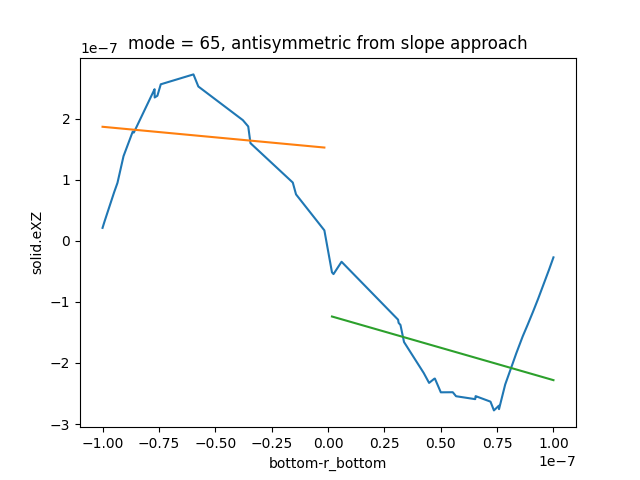 1e−7
mode = 65, antisymmetric from slope approach
2
1
0
−1
−2
−3
solid.eXZ
−1.00 −0.75 −0.50 −0.25 0.00 0.25 0.50 0.75 1.00
bottom-r_bottom
1e−7